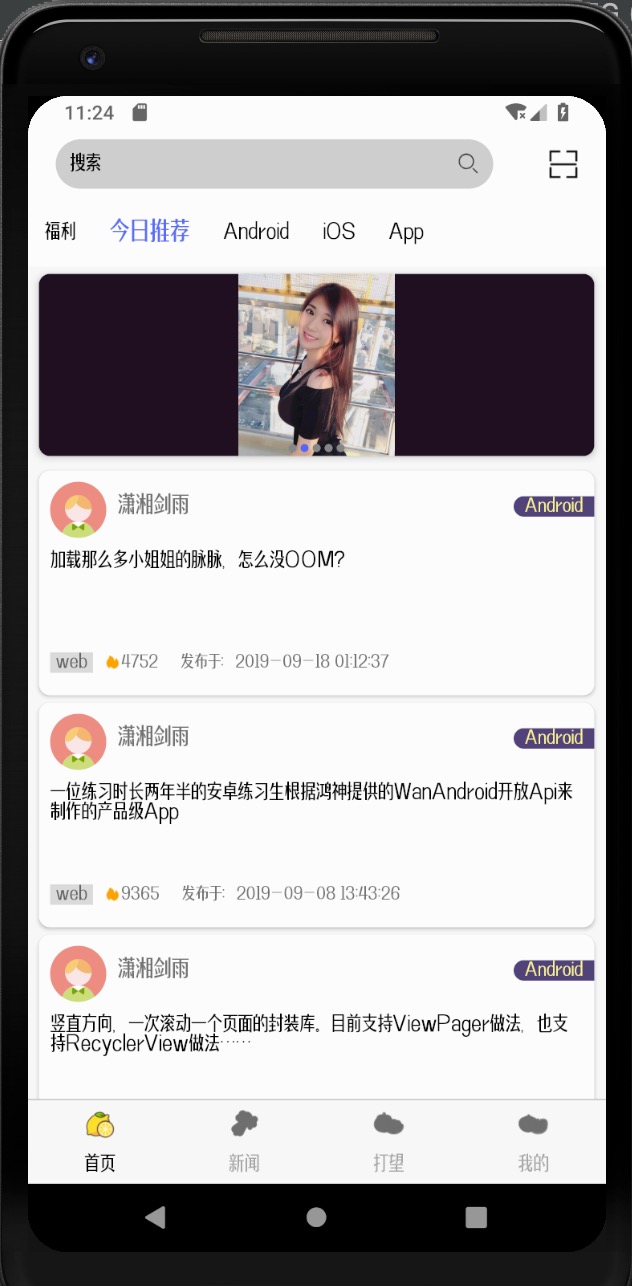 11:24
搜索
福利 今日推荐 Android iOS App
潇湘剑雨
Android
加载那么多小姐姐的脉脉，怎么没OOM?
web 4752 发布于: 2019-09-18 01:12:37
潇湘剑雨
Android
一位练习时长两年半的安卓练习生根据鸿神提供的WanAndroid开放Api来
制作的产品级App
web 9365 发布于: 2019-09-08 13:43:26
潇湘剑雨
Android
竖直方向，一次滚动一个页面的封装库。目前支持ViewPager做法，也支
持RecyclerView做法……
首页 新闻 打望 我的